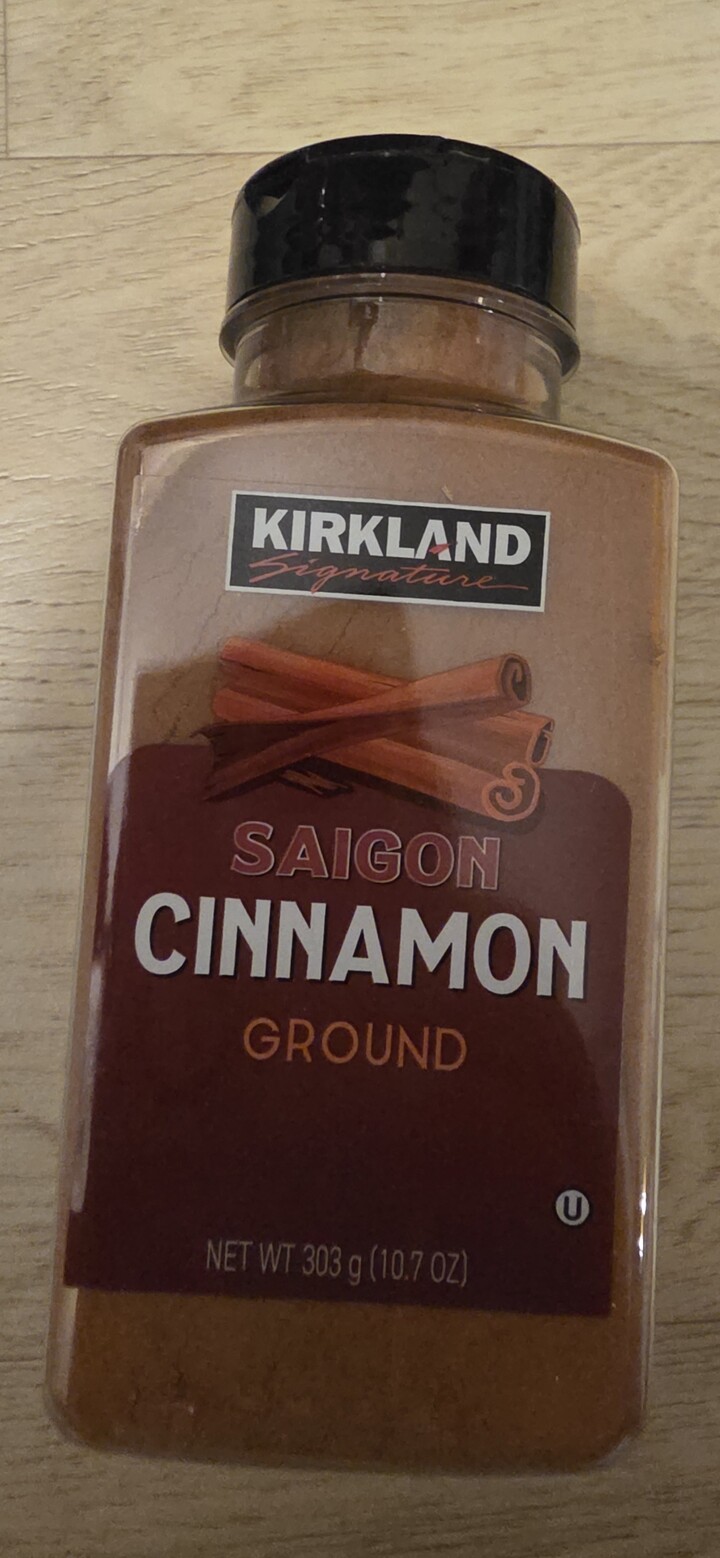 KIRKLAND
Signature
SAIGON
CINNAMON
GROUND
U
NET WT 303 g (10.7 OZ)